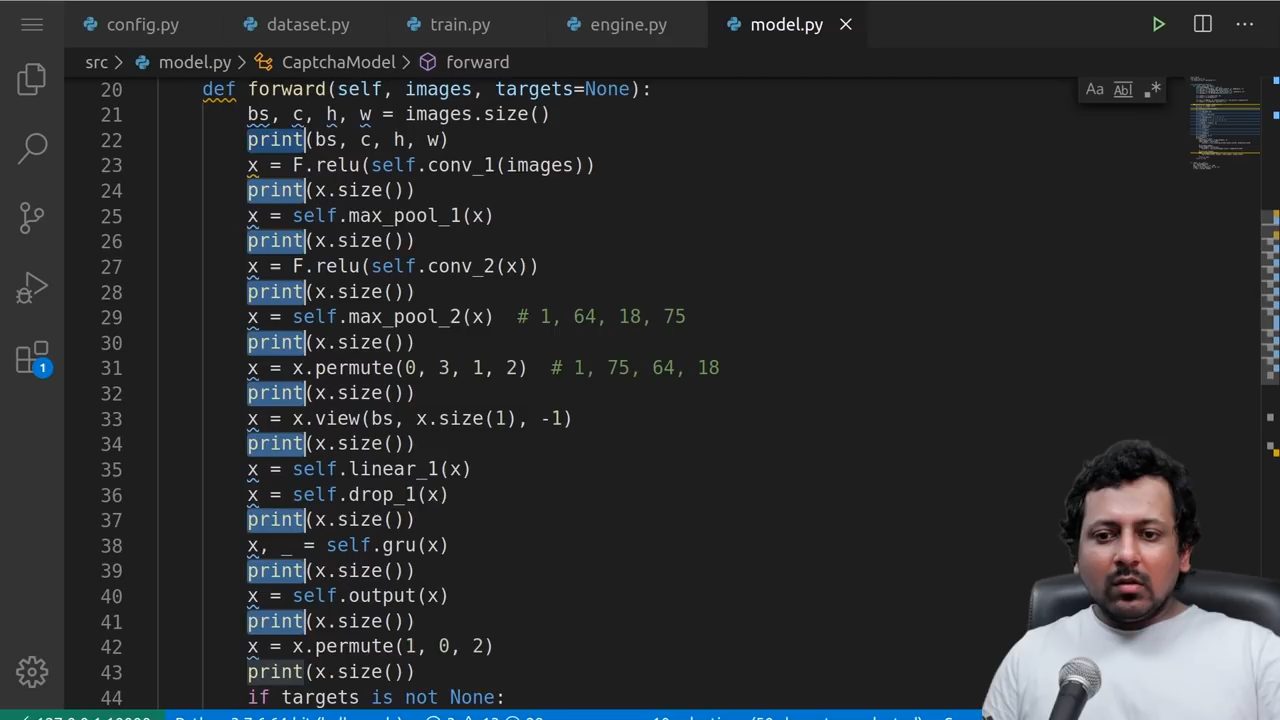 config.py dataset.py train.py engine.py model.py
src model.py CaptchaModel forward
20 def forward(self, images, targets=None):
Aa Abl .*
21 bs, c, h, w = images.size()
22 print(bs, c, h, w)
23 x = F.relu(self.conv_1(images))
24 print(x.size())
25 x = self.max_pool_1(x)
26 print(x.size())
27 x = F.relu(self.conv_2(x))
28 print(x.size())
29 x = self.max_pool_2(x) # 1, 64, 18, 75
30 print(x.size())
31 x = x.permute(0, 3, 1, 2) # 1, 75, 64, 18
32 print(x.size())
33 x = x.view(bs, x.size(1), -1)
34 print(x.size())
35 x = self.linear_1(x)
36 x = self.drop_1(x)
37 print(x.size())
38 x, _ = self.gru(x)
39 print(x.size())
40 x = self.output(x)
41 print(x.size())
42 x = x.permute(1, 0, 2)
43 print(x.size())
44 if targets is not None:
1